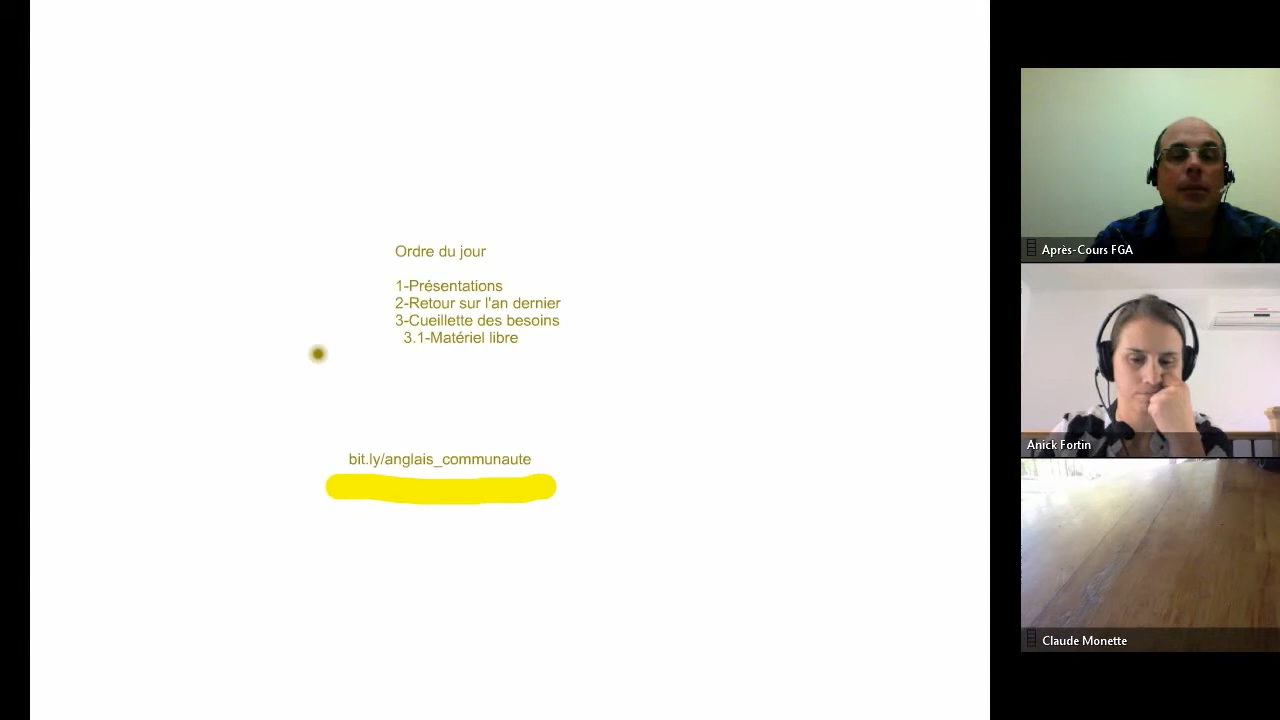 Ordre du jour
1-Présentations
2-Retour sur l'an dernier
3-Cueillette des besoins
3.1-Matériel libre
bit.ly/anglais_communaute
Après-Cours FGA
Anick Fortin
Claude Monette